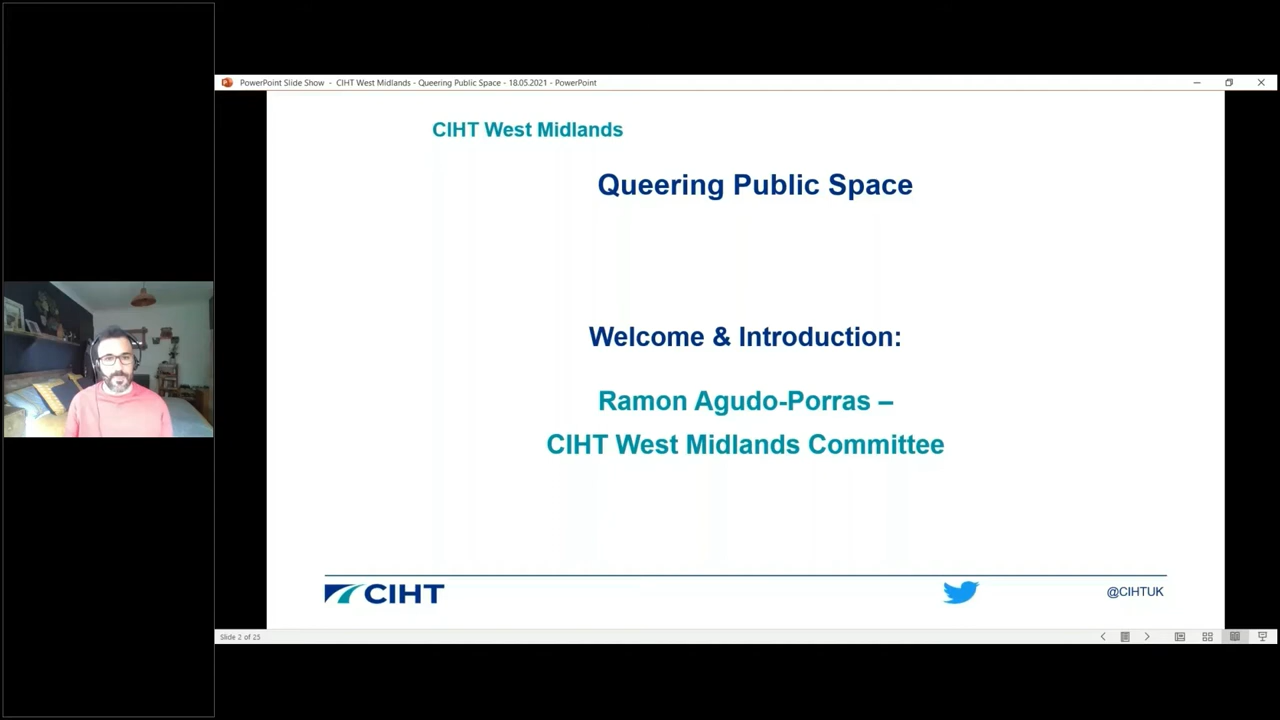 PowerPoint Slide Show - CIHT West Midlands - Queering Public Space - 18.05.2021 - PowerPoint
CIHT West Midlands
Queering Public Space
Welcome & Introduction:
Ramon Agudo-Porras –
CIHT West Midlands Committee
CIHT
@CIHTUK
Slide 2 of 25